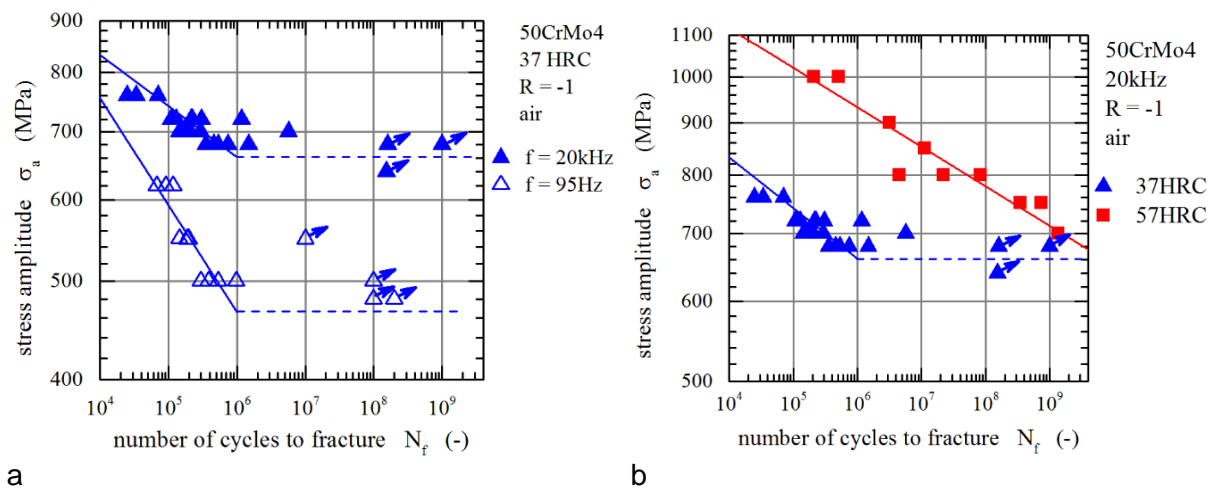 900
800
700
600
500
400
stress amplitude σa (MPa)
10^4 10^5 10^6 10^7 10^8 10^9
number of cycles to fracture Nf (-)
50CrMo4
37 HRC
R = -1
air
f = 20kHz
f = 95Hz
a
1100
1000
900
800
700
600
500
stress amplitude σa (MPa)
10^4 10^5 10^6 10^7 10^8 10^9
number of cycles to fracture Nf (-)
50CrMo4
20kHz
R = -1
air
37HRC
57HRC
b